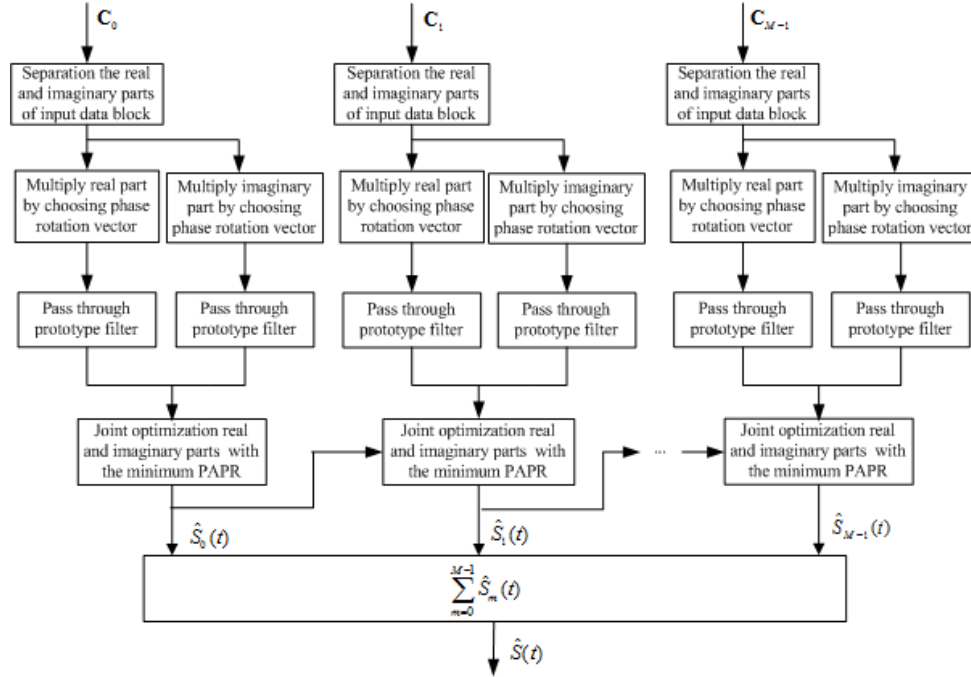 C₀
C₁
C_{M−1}
Separation the real
and imaginary parts
of input data block
Separation the real
and imaginary parts
of input data block
Separation the real
and imaginary parts
of input data block
Multiply real part
by choosing phase
rotation vector
Multiply imaginary
part by choosing
phase rotation vector
Multiply real part
by choosing phase
rotation vector
Multiply imaginary
part by choosing
phase rotation vector
Multiply real part
by choosing phase
rotation vector
Multiply imaginary
part by choosing
phase rotation vector
Pass through
prototype filter
Pass through
prototype filter
Pass through
prototype filter
Pass through
prototype filter
Pass through
prototype filter
Pass through
prototype filter
Joint optimization real
and imaginary parts with
the minimum PAPR
Joint optimization real
and imaginary parts with
the minimum PAPR
...
Joint optimization real
and imaginary parts with
the minimum PAPR
Ŝ₀(t)
Ŝ₁(t)
Ŝ_{M−1}(t)
∑_{m=0}^{M−1} Ŝ_m(t)
Ŝ(t)